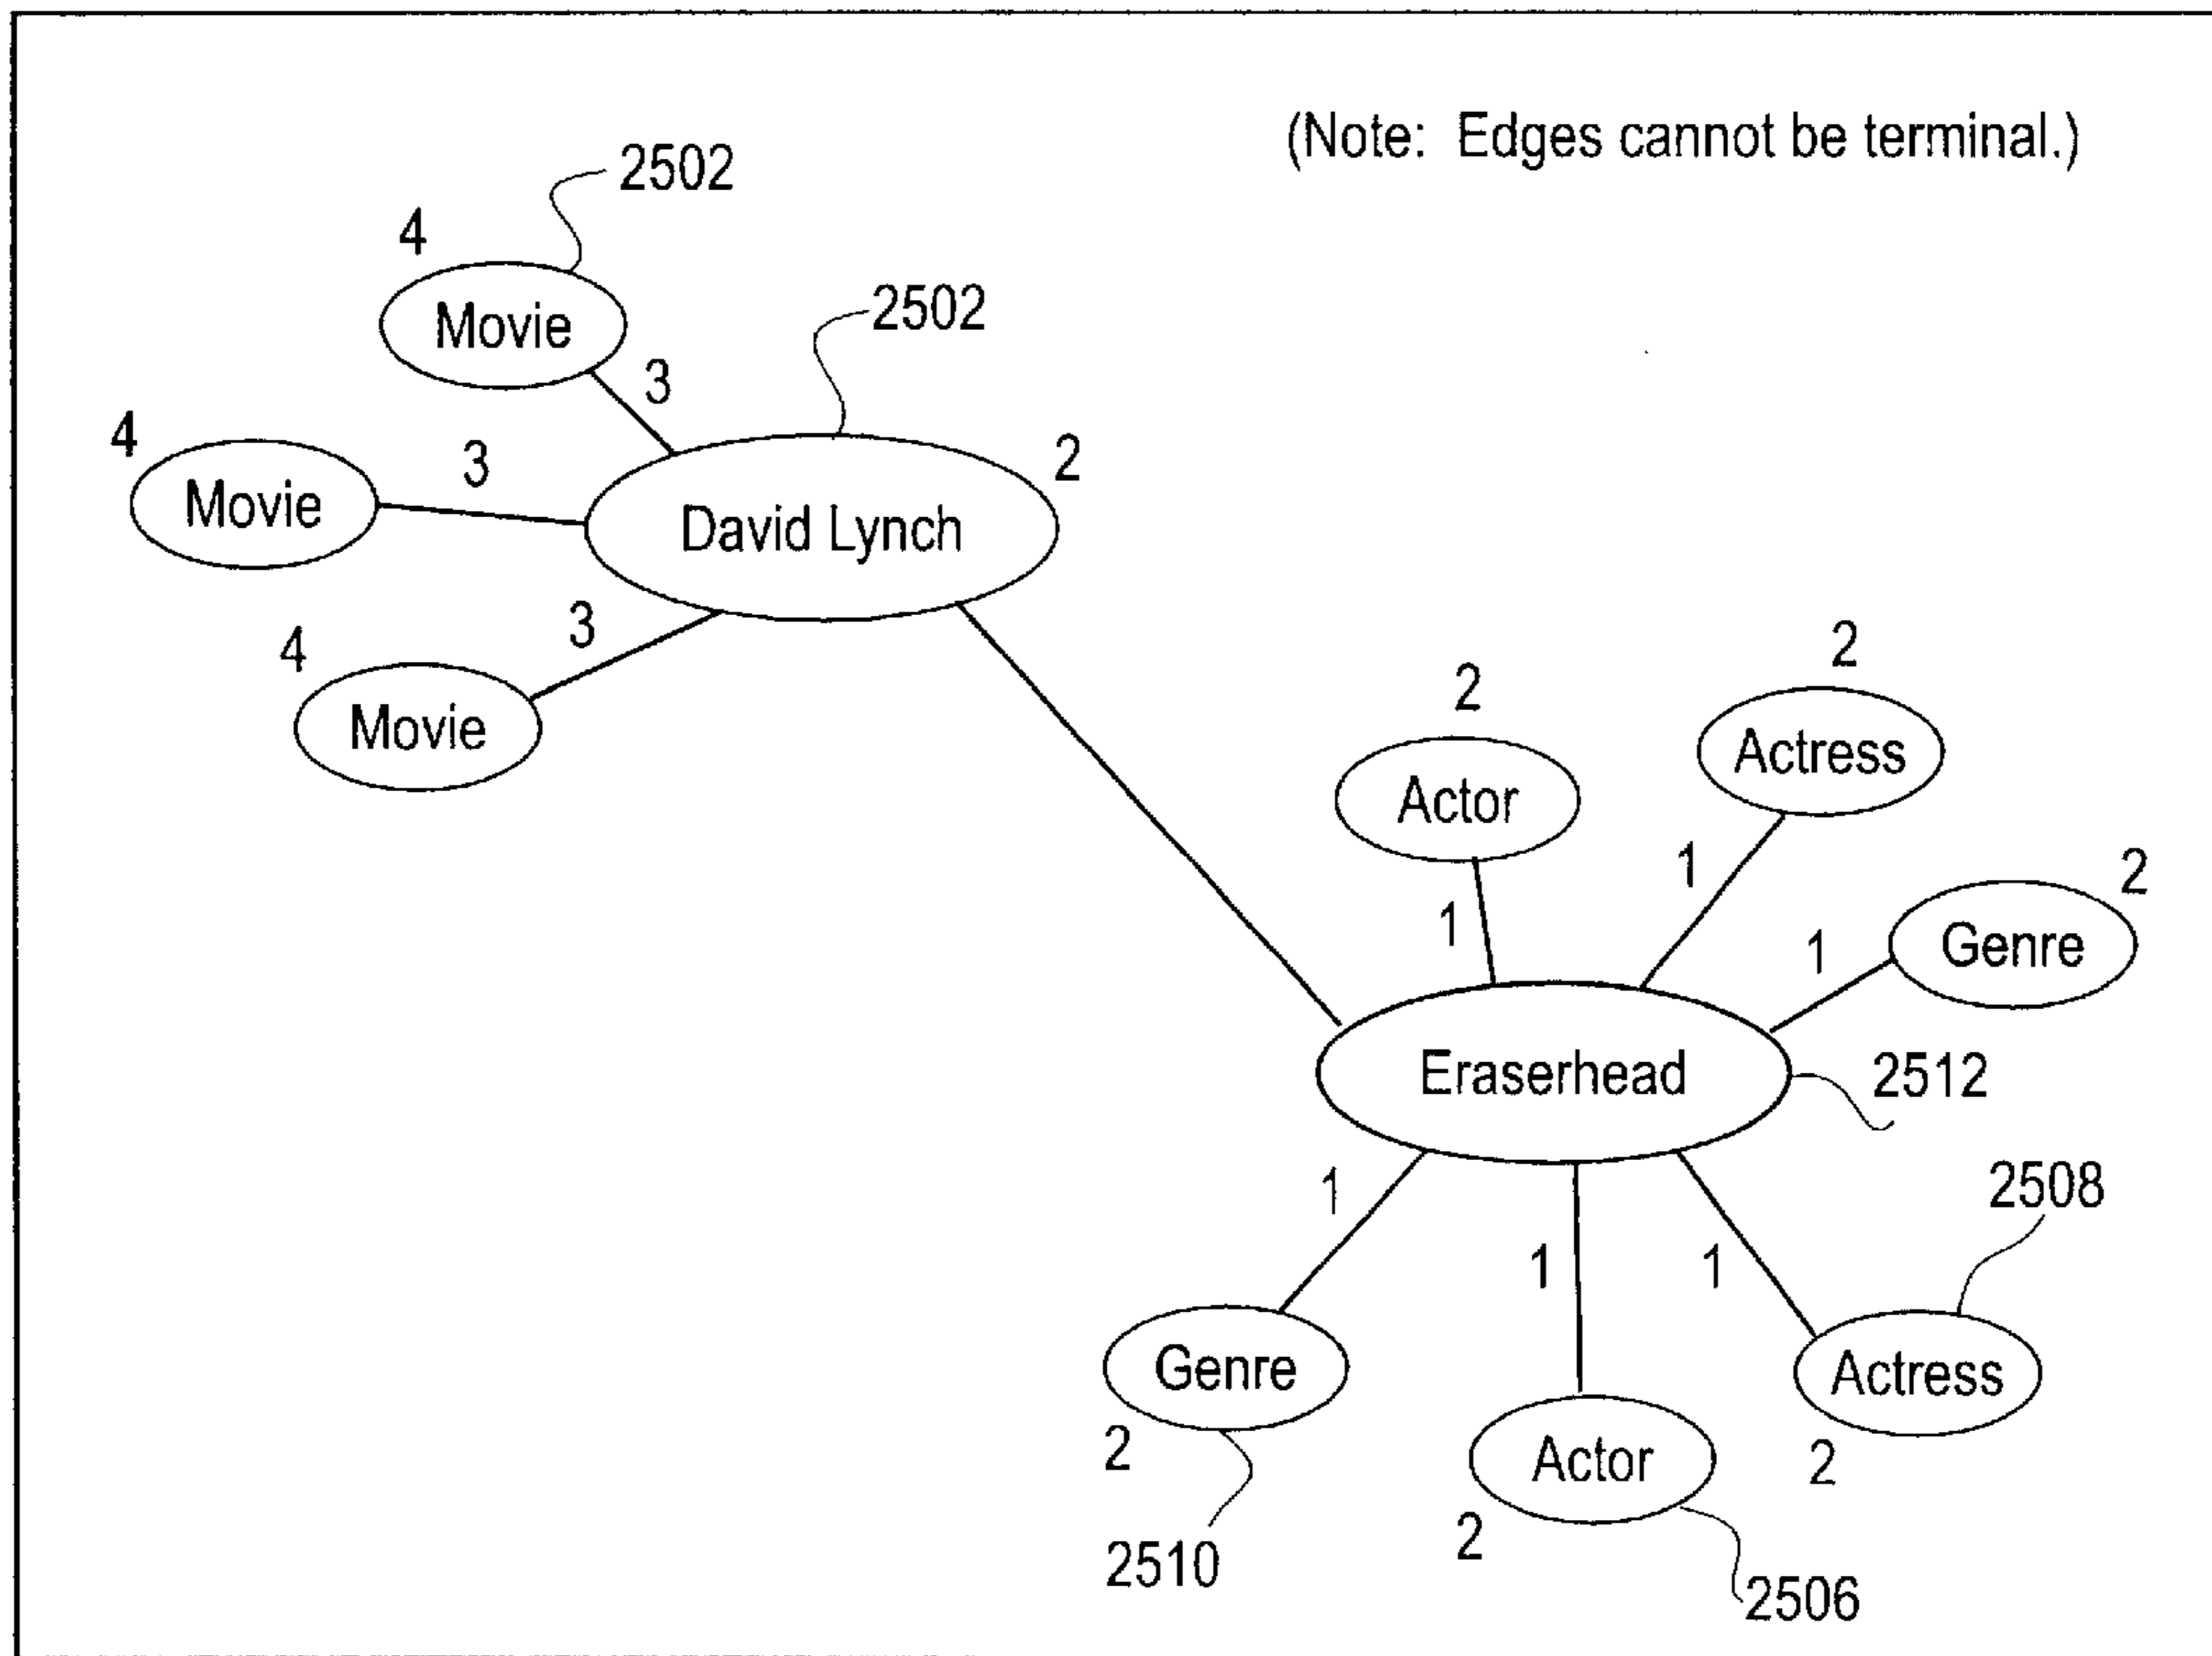 (Note: Edges cannot be terminal.)
2502
4
Movie
2502
3
4
3
2
Movie
David Lynch
3
4
Movie
2
2
Actress
Actor
1
2
1
1
Genre
Eraserhead
2512
1
2508
1
1
Genre
Actress
2
Actor
2
2
2510
2506